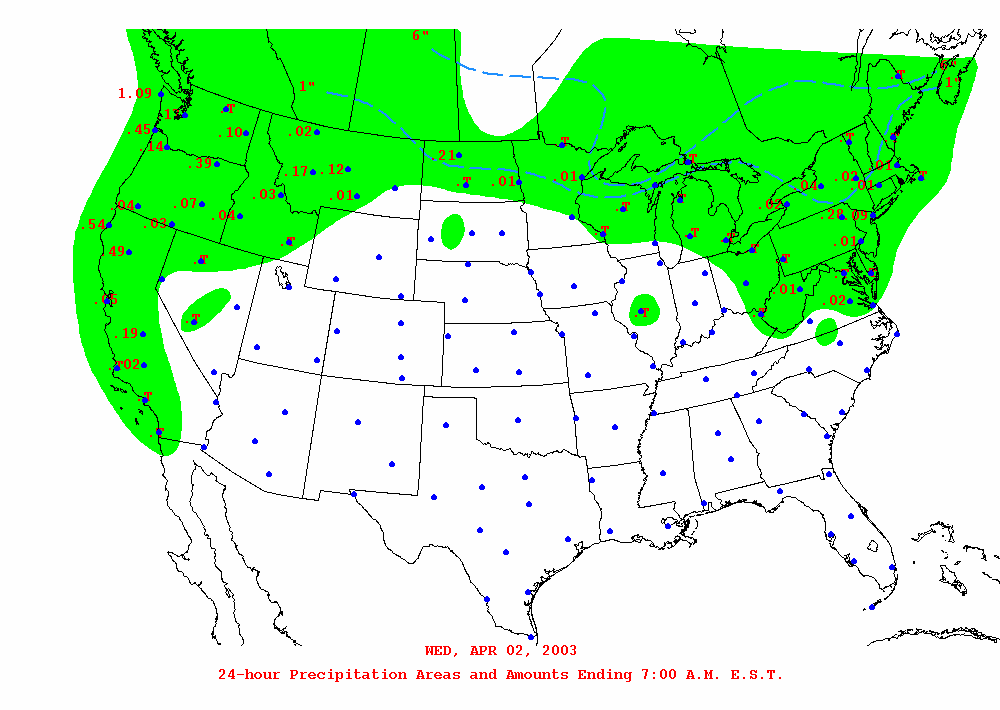 6"
6"
.T
1"
1"
1.09
.T
.45
.10
.02
.14
.T
.21
.T
.39
.01
.17
.12
.01
.T
.01
.04
.02
.01
.03
.01
.T
.04
.07
.02
.T
.54
.03
.04
.28
.09
.T
.T
.T
.T
.01
.49
.T
.T
.T
.05
.01
.02
.T
.T
.T
.19
.02
.T
.T
WED, APR 02, 2003
24-hour Precipitation Areas and Amounts Ending 7:00 A.M. E.S.T.